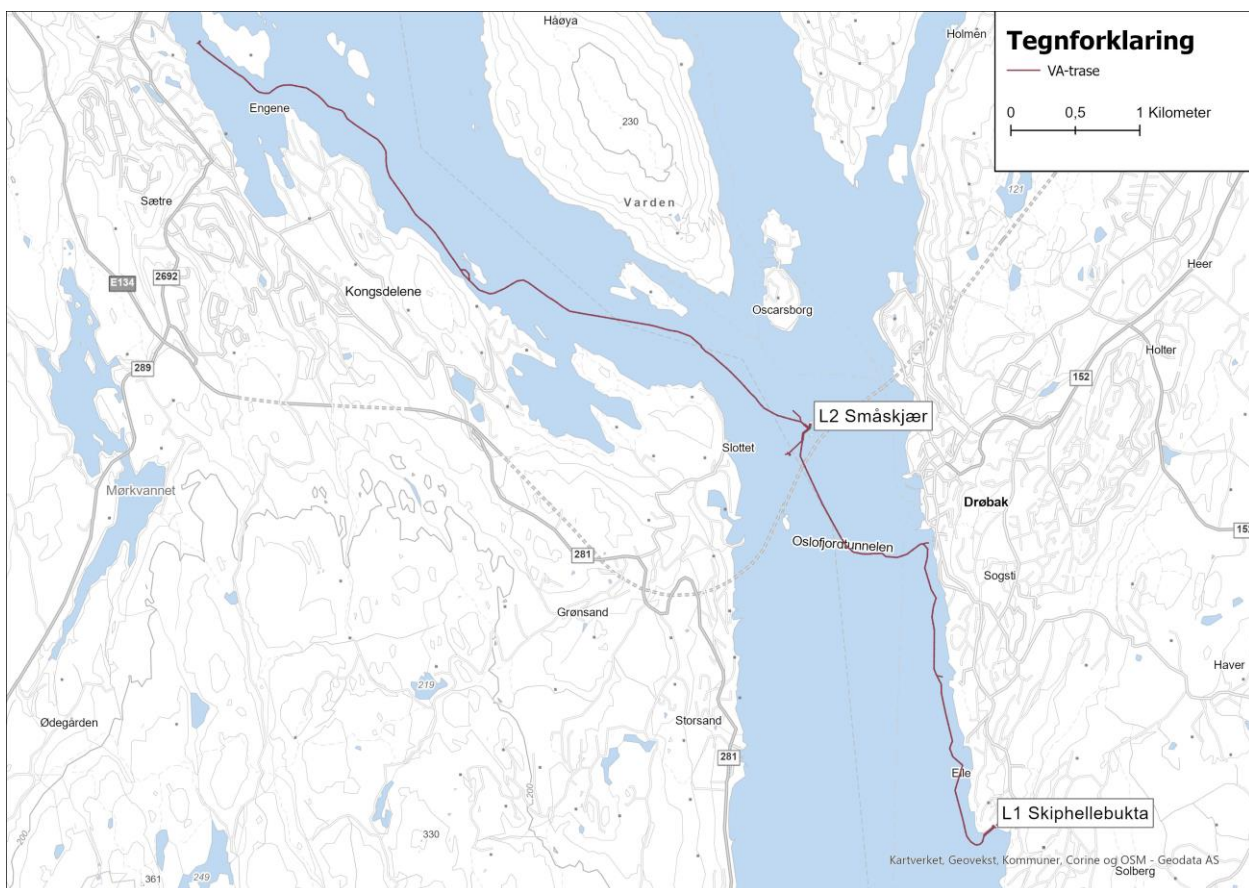 Håøya
Holmen
Tegnforklaring
VA-trase
0 0,5 1 Kilometer
Engene
230
121
Varden
Sætre
E134
2692
Kongsdelene
Heer
Oscarsborg
289
Holter
152
L2 Småskjær
Slottet
Mørkvannet
Drøbak
Oslofjordtunnelen
281
Sogsti
Grønsand
Haver
219
Ødegården
Storsand
281
Elle
200
200
L1 Skiphellebukta
330
Kartverket, Geovekst, Kommuner, Corine og OSM - Geodata AS
Solberg
361
249